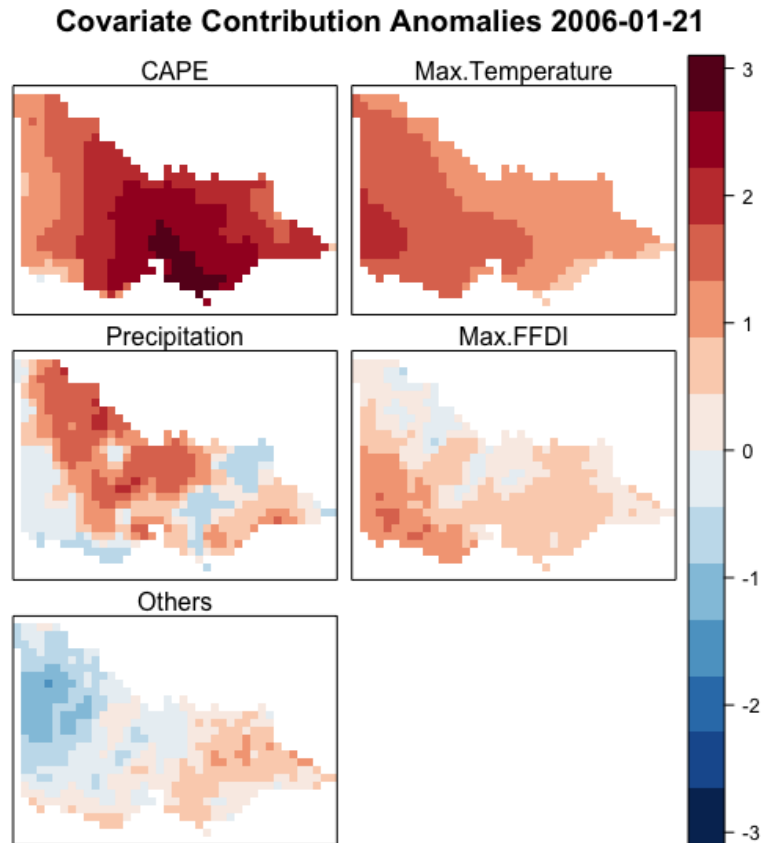 Covariate Contribution Anomalies 2006-01-21
CAPE
Max.Temperature
Precipitation
Max.FFDI
Others
3
2
1
0
-1
-2
-3